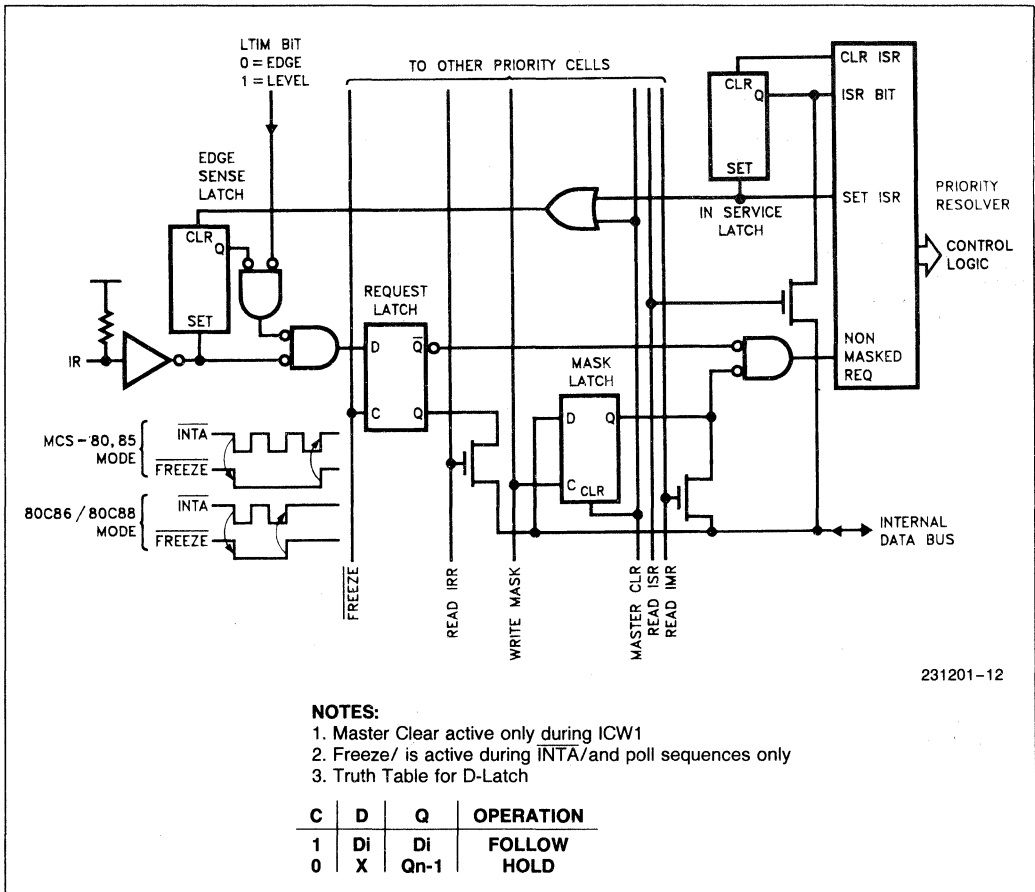 LTIM BiT
0 = EDGE
1 = LEVEL
TO OTHER PRIORITY CELLS
CLR ISR
CLR
Q
ISR BIT
SET
EDGE
SENSE
LATCH
IN SERVICE
LATCH
SET ISR
PRIORITY
RESOLVER
CONTROL
LOGIC
CLR
Q
SET
REQUEST
LATCH
IR
D
Q̅
C
Q
MASK
LATCH
D
Q
C
CLR
NON
MASKED
REQ
MCS-80,85
MODE
INTA
FREEZE
80C86 / 80C88
MODE
INTA
FREEZE
INTERNAL
DATA BUS
FREEZE
READ IRR
WRITE MASK
MASTER CLR
READ ISR
READ IMR
231201-12
NOTES:
1. Master Clear active only during ICW1
2. Freeze/ is active during INTA/and poll sequences only
3. Truth Table for D-Latch
C D Q OPERATION
1 Di Di FOLLOW
0 X Qn-1 HOLD